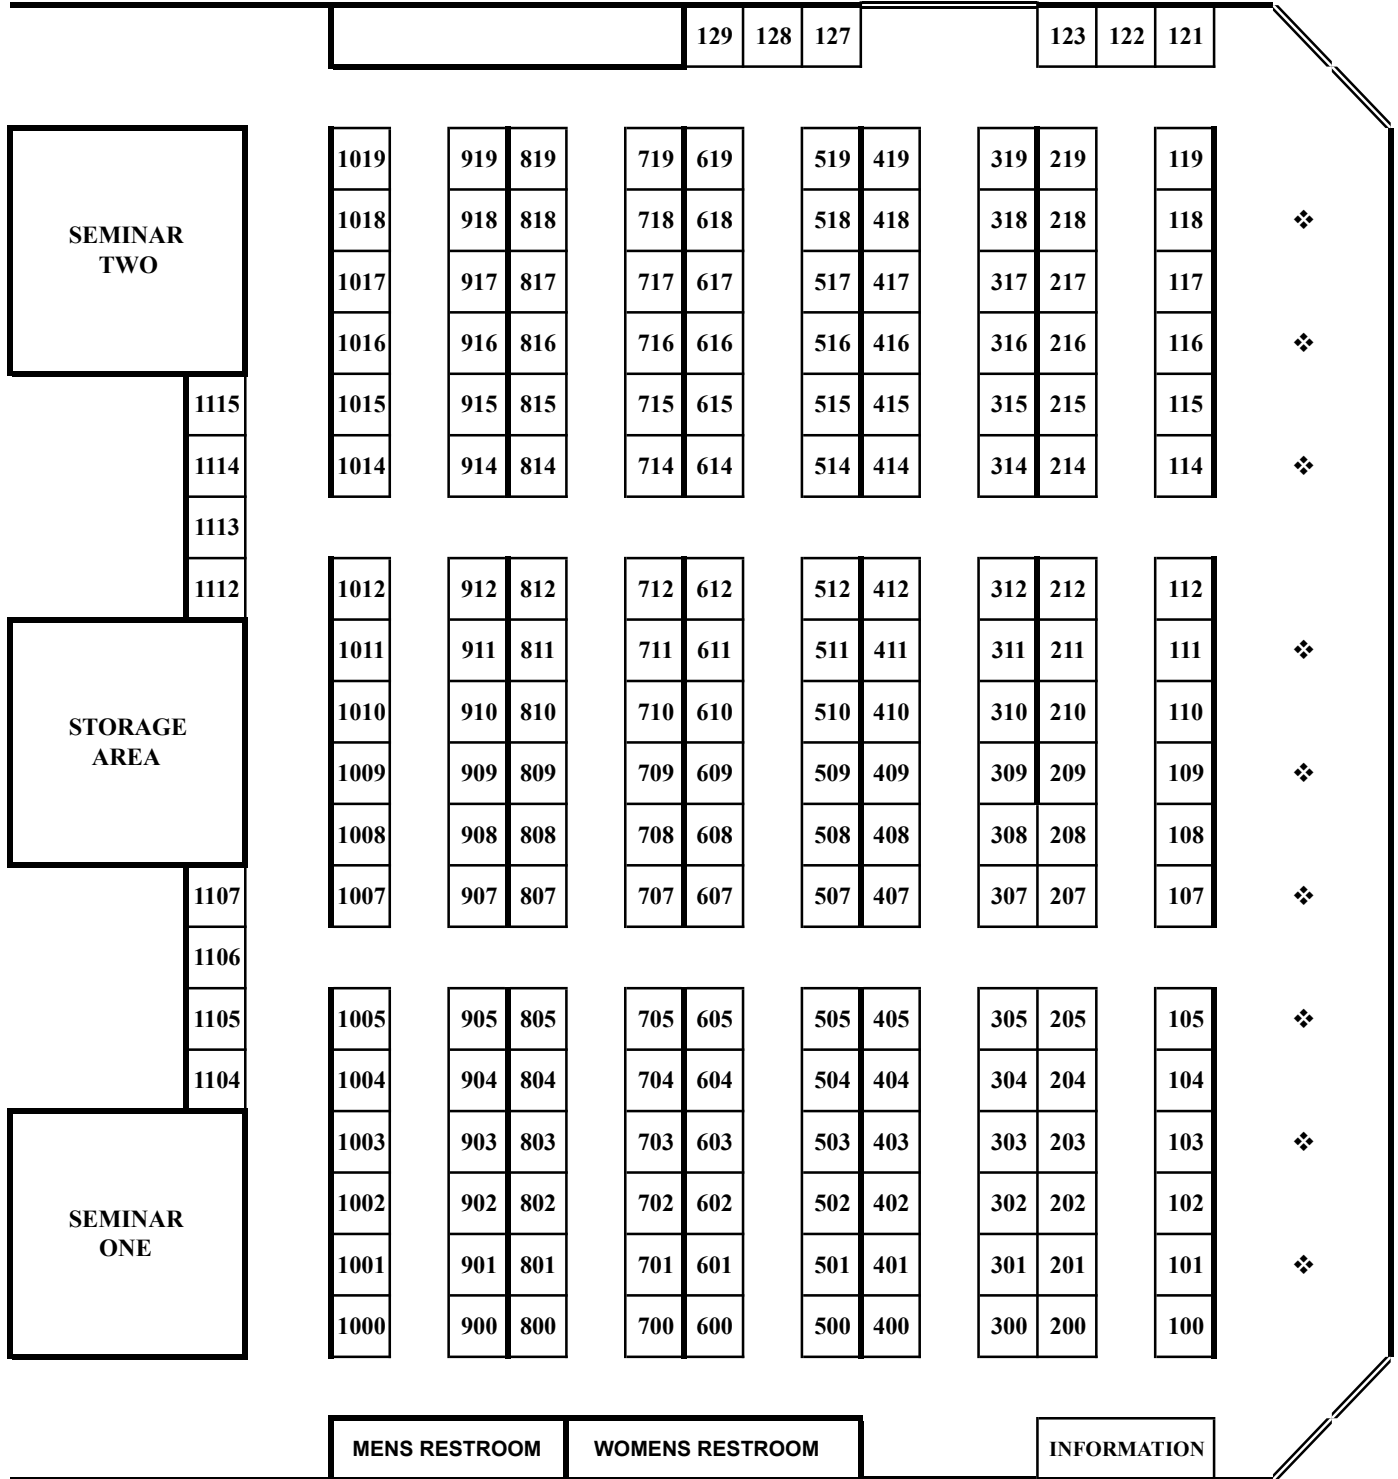 129 128 127 123 122 121
1019 919 819 719 619 519 419 319 219 119
SEMINAR
TWO
1018 918 818 718 618 518 418 318 218 118 ❖
1017 917 817 717 617 517 417 317 217 117
1016 916 816 716 616 516 416 316 216 116 ❖
1115 1015 915 815 715 615 515 415 315 215 115
1114 1014 914 814 714 614 514 414 314 214 114 ❖
1113
1112 1012 912 812 712 612 512 412 312 212 112
1011 911 811 711 611 511 411 311 211 111 ❖
STORAGE
AREA
1010 910 810 710 610 510 410 310 210 110
1009 909 809 709 609 509 409 309 209 109 ❖
1008 908 808 708 608 508 408 308 208 108
1107 1007 907 807 707 607 507 407 307 207 107 ❖
1106
1105 1005 905 805 705 605 505 405 305 205 105 ❖
1104 1004 904 804 704 604 504 404 304 204 104
1003 903 803 703 603 503 403 303 203 103 ❖
SEMINAR
ONE
1002 902 802 702 602 502 402 302 202 102
1001 901 801 701 601 501 401 301 201 101 ❖
1000 900 800 700 600 500 400 300 200 100
MENS RESTROOM WOMENS RESTROOM INFORMATION